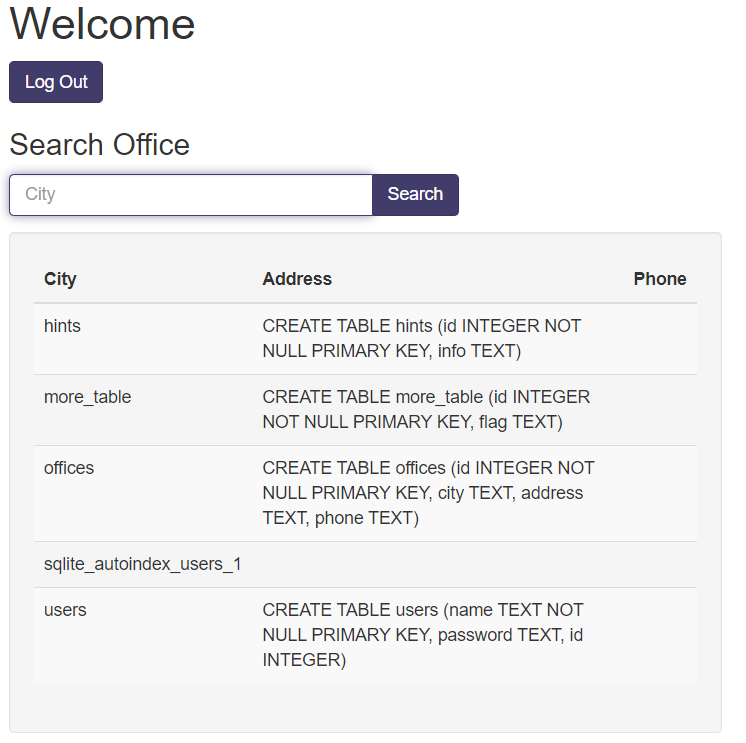 Welcome
Log Out
Search Office
City
Search
City Address Phone
hints CREATE TABLE hints (id INTEGER NOT
NULL PRIMARY KEY, info TEXT)
more_table CREATE TABLE more_table (id INTEGER
NOT NULL PRIMARY KEY, flag TEXT)
offices CREATE TABLE offices (id INTEGER NOT
NULL PRIMARY KEY, city TEXT, address
TEXT, phone TEXT)
sqlite_autoindex_users_1
users CREATE TABLE users (name TEXT NOT
NULL PRIMARY KEY, password TEXT, id
INTEGER)